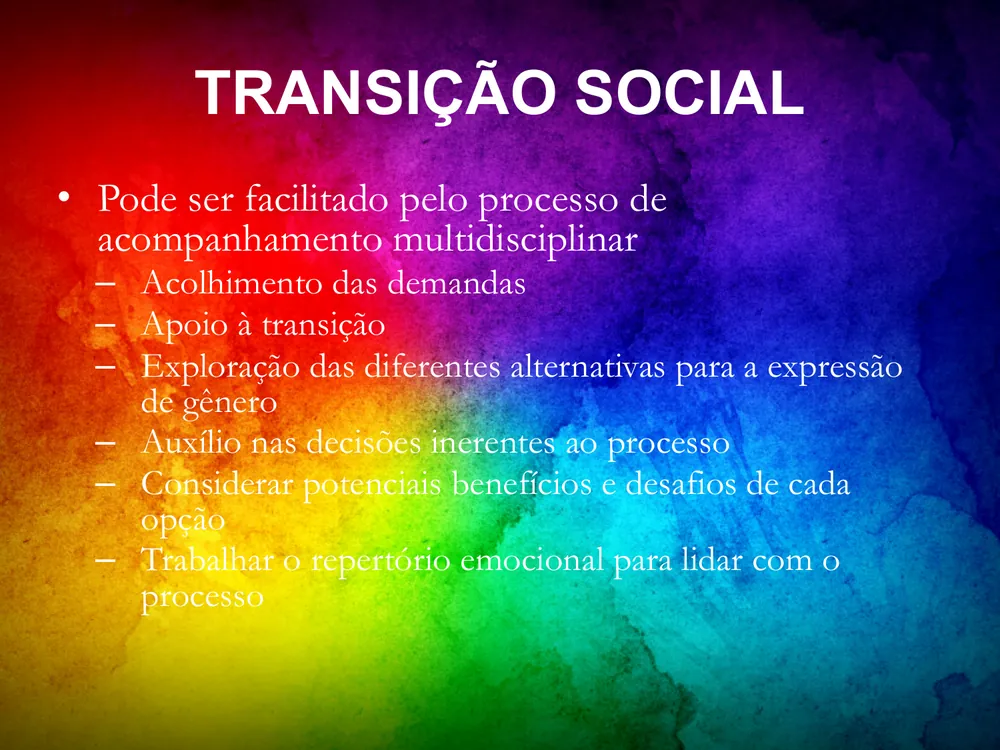 TRANSIÇÃO SOCIAL
• Pode ser facilitado pelo processo de
acompanhamento multidisciplinar
– Acolhimento das demandas
– Apoio à transição
– Exploração das diferentes alternativas para a expressão
de gênero
– Auxílio nas decisões inerentes ao processo
– Considerar potenciais benefícios e desafios de cada
opção
– Trabalhar o repertório emocional para lidar com o
processo